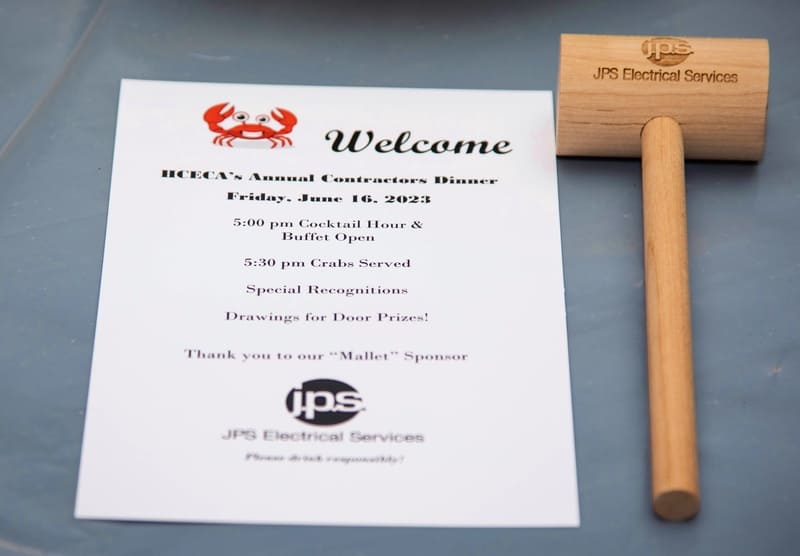 Welcome
HCECA's Annual Contractors Dinner
Friday, June 16, 2023
5:00 pm Cocktail Hour &
Buffet Open
5:30 pm Crabs Served
Special Recognitions
Drawings for Door Prizes!
Thank you to our “Mallet” Sponsor
j.p.s.
JPS Electrical Services
Please drink responsibly!
j.p.s.
JPS Electrical Services